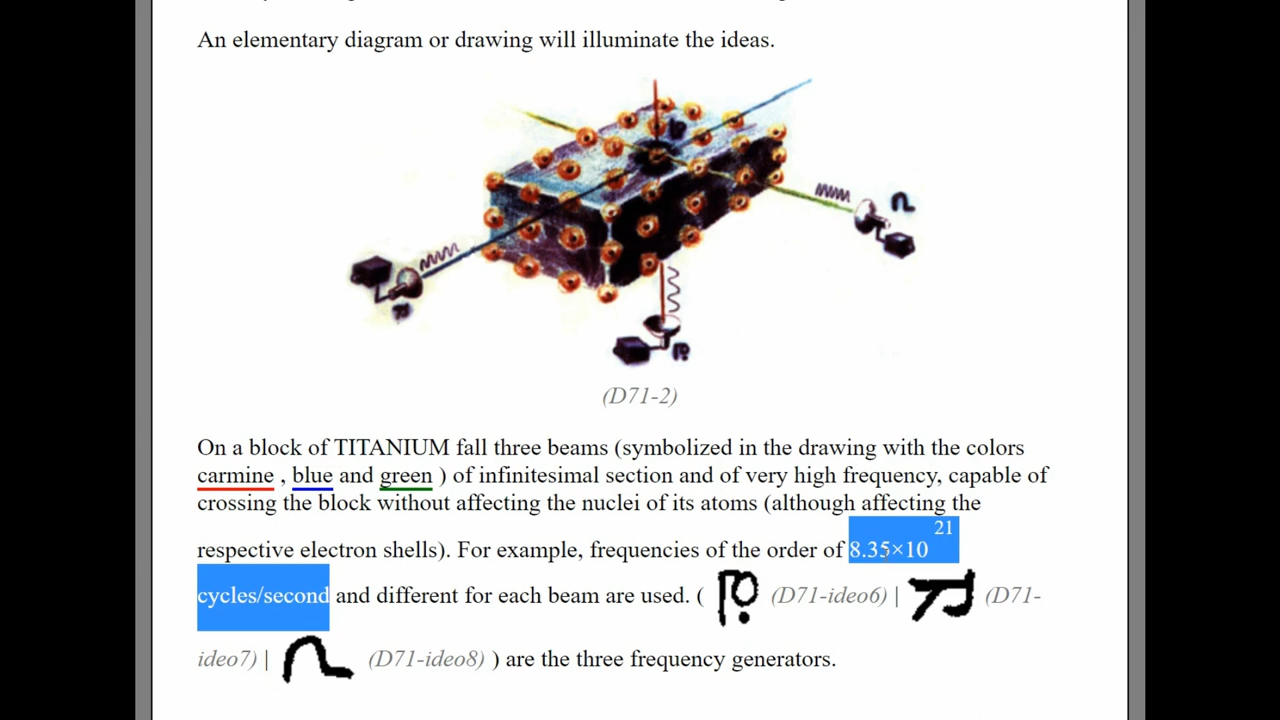 An elementary diagram or drawing will illuminate the ideas.
(D71-2)
On a block of TITANIUM fall three beams (symbolized in the drawing with the colors
carmine , blue and green ) of infinitesimal section and of very high frequency, capable of
crossing the block without affecting the nuclei of its atoms (although affecting the
respective electron shells). For example, frequencies of the order of 8.35×10²¹
cycles/second and different for each beam are used. ( (D71-ideo6) | (D71-
ideo7) | (D71-ideo8) ) are the three frequency generators.